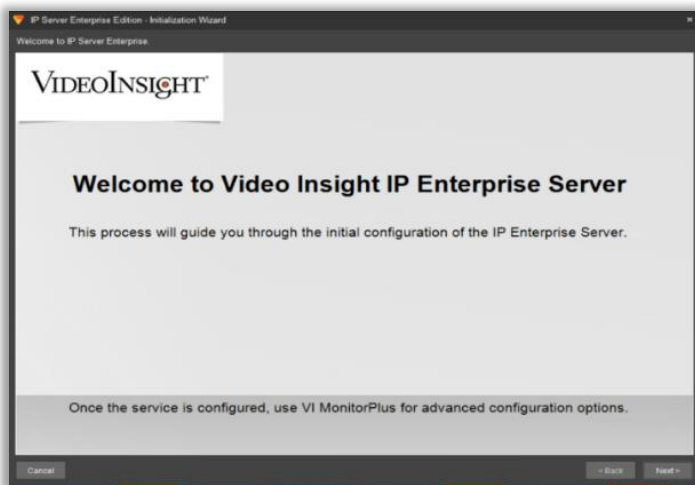 IP Server Enterprise Edition - Initialization Wizard
Welcome to IP Server Enterprise.
VIDEOINSIGHT
Welcome to Video Insight IP Enterprise Server
This process will guide you through the initial configuration of the IP Enterprise Server.
Once the service is configured, use VI MonitorPlus for advanced configuration options.
Cancel
< Back
Next >